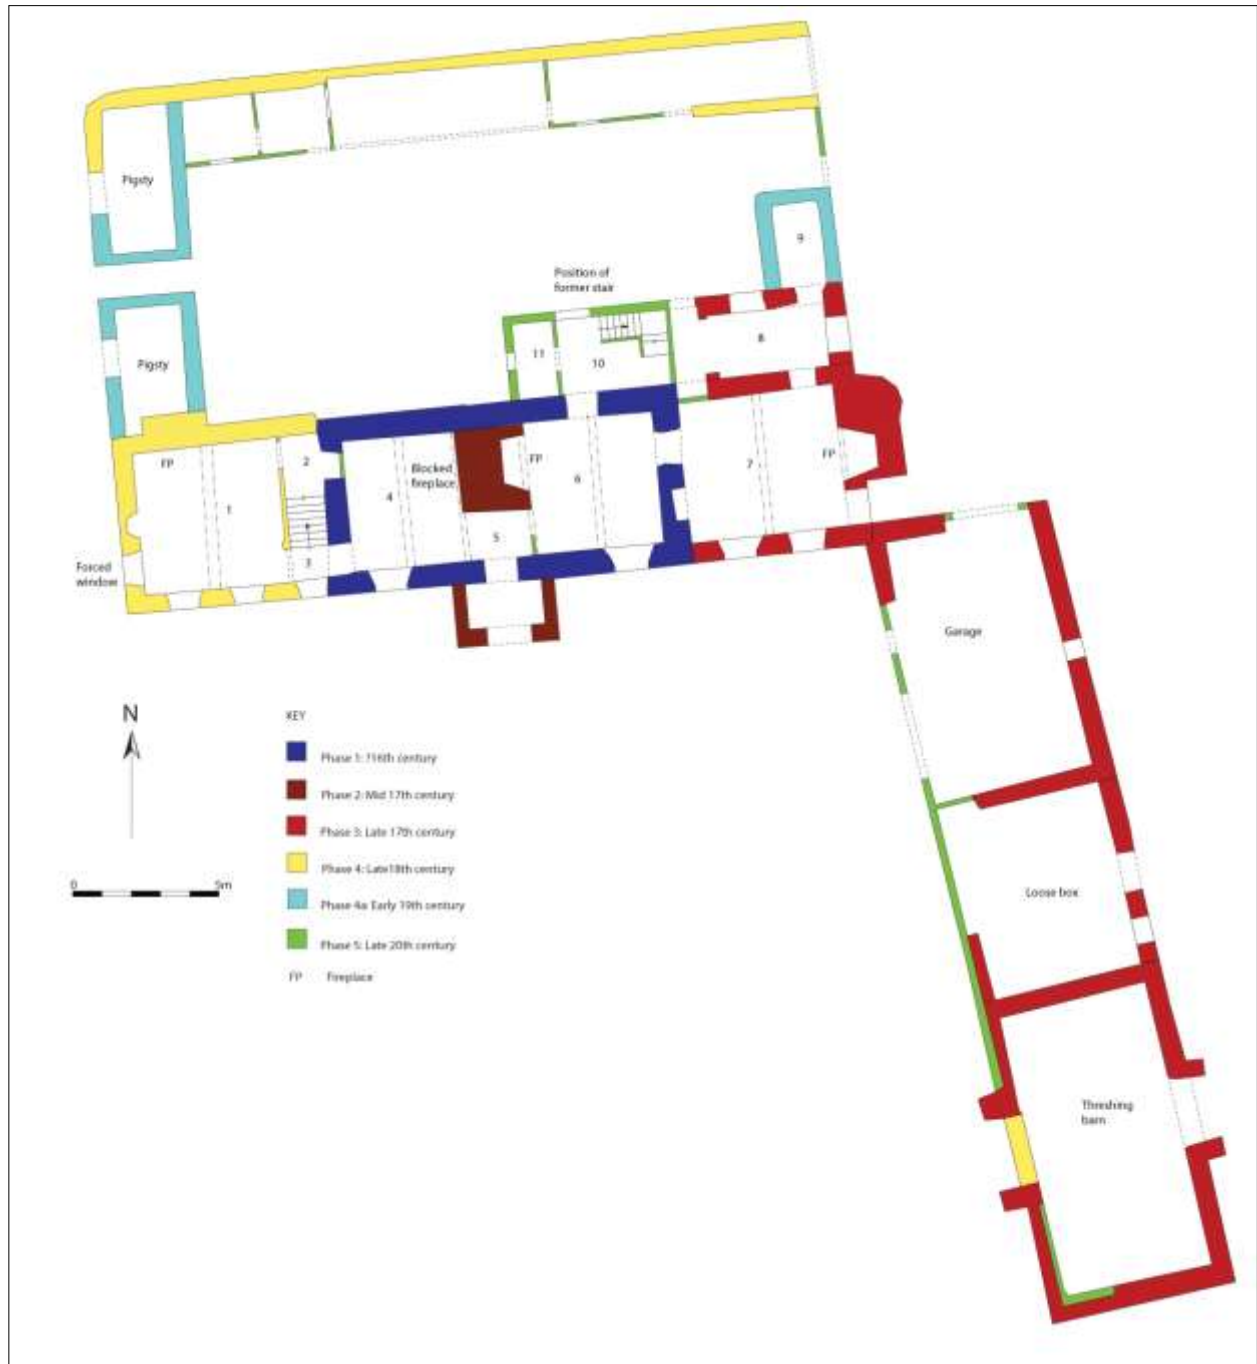 Pigsty
9
Position of
former stair
8
11
10
Pigsty
2
FP
Blocked
fireplace
FP
FP
7
6
4
1
5
3
Forced
window
Garage
N
KEY
Phase 1: ?16th century
Phase 2: Mid 17th century
Phase 3: Late 17th century
Phase 4: Late18th century
0 5m
Phase 4a: Early 19th century
Loose box
Phase 5: Late 20th century
FP Fireplace
Threshing
barn